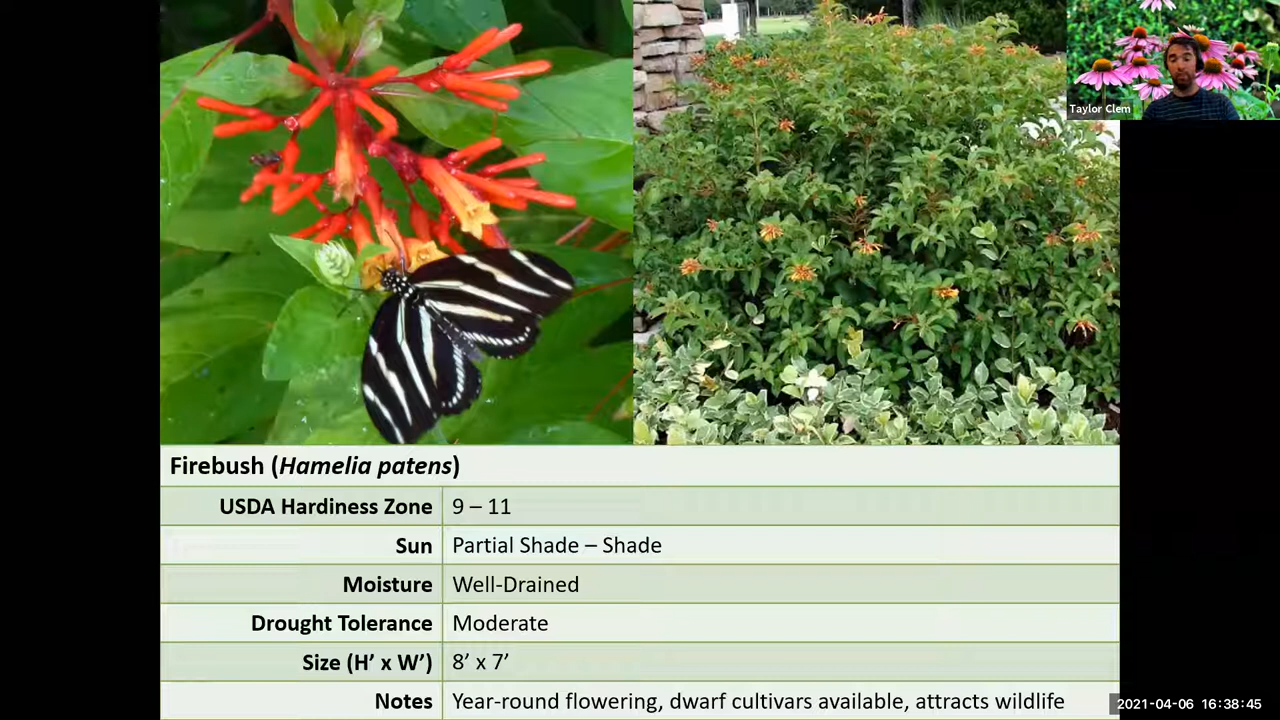 Taylor Clem
Firebush (Hamelia patens)
USDA Hardiness Zone 9 – 11
Sun Partial Shade – Shade
Moisture Well-Drained
Drought Tolerance Moderate
Size (H’ x W’) 8’ x 7’
Notes Year-round flowering, dwarf cultivars available, attracts wildlife
2021-04-06 16:38:45